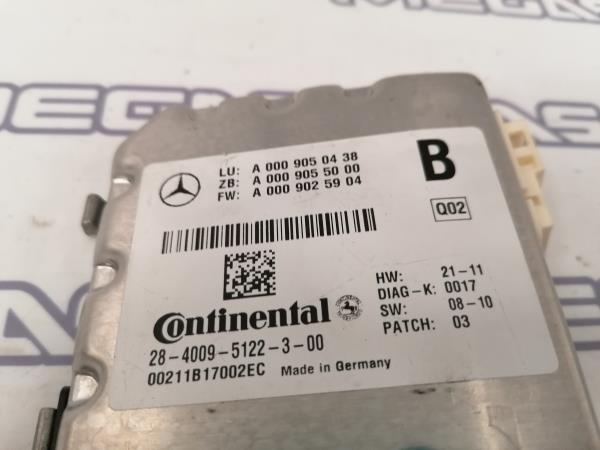 LU: A 000 905 04 38
ZB: A 000 905 50 00
FW: A 000 902 59 04
B
Q02
HW: 21-11
DIAG-K: 0017
SW: 08-10
PATCH: 03
Continental
28-4009-5122-3-00
00211B17002EC Made in Germany